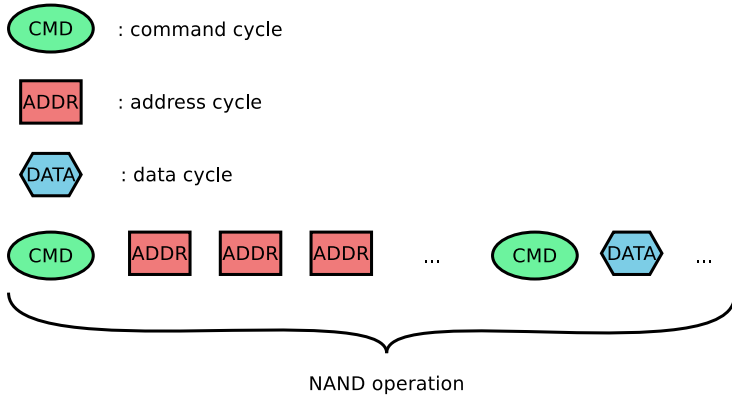 CMD : command cycle
ADDR : address cycle
DATA : data cycle
CMD ADDR ADDR ADDR ... CMD DATA ...
NAND operation